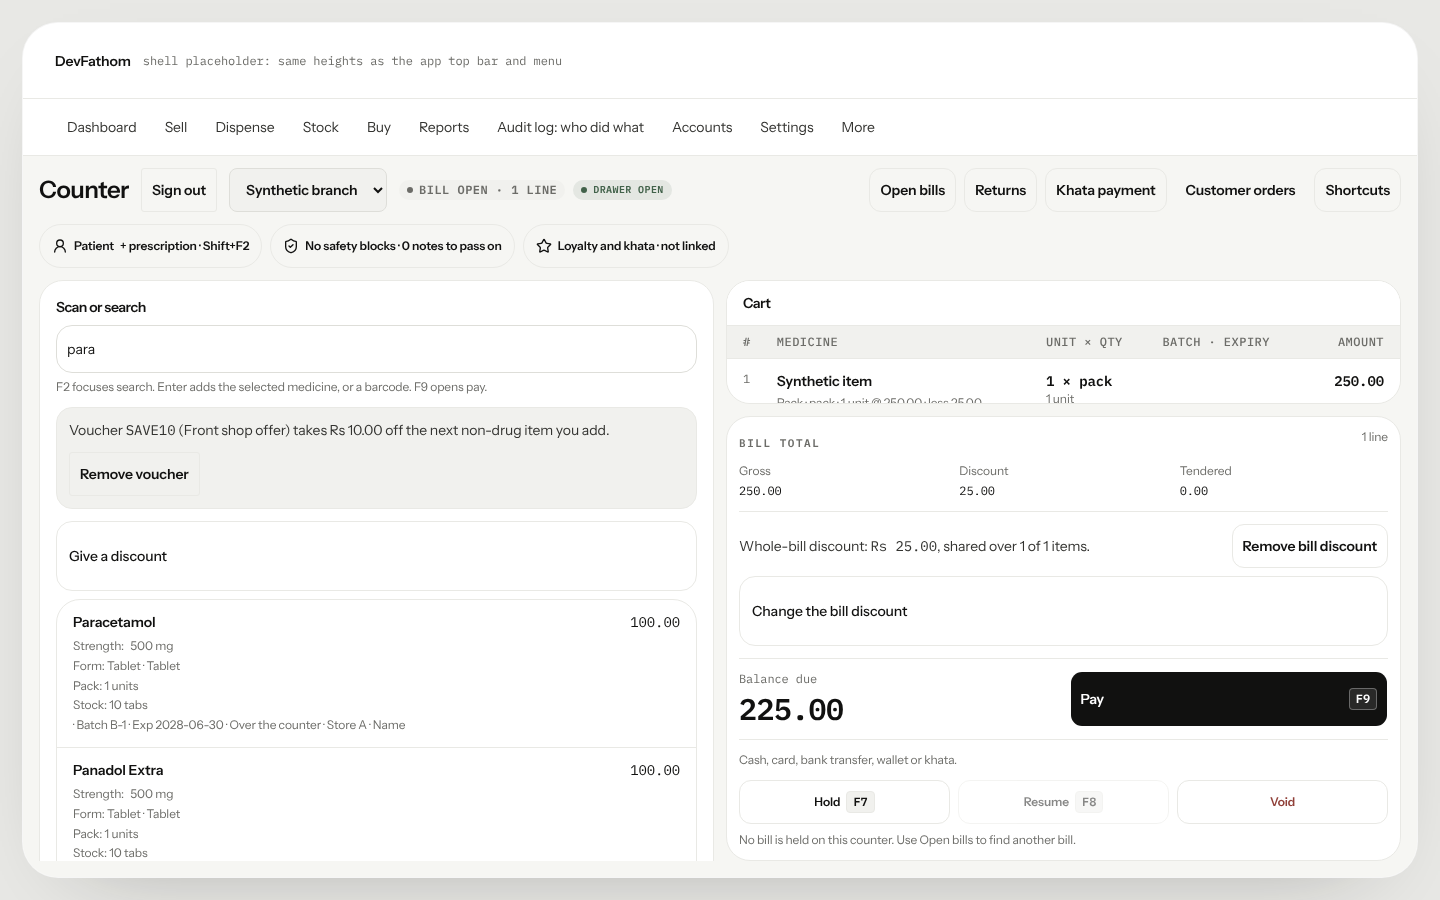 DevFathom shell placeholder: same heights as the app top bar and menu
Dashboard Sell Dispense Stock Buy Reports Audit log: who did what Accounts Settings More
Counter Sign out Synthetic branch BILL OPEN · 1 LINE DRAWER OPEN Open bills Returns Khata payment Customer orders Shortcuts
Patient + prescription · Shift+F2 No safety blocks · 0 notes to pass on Loyalty and khata · not linked
Scan or search
para
F2 focuses search. Enter adds the selected medicine, or a barcode. F9 opens pay.
Voucher SAVE10 (Front shop offer) takes Rs 10.00 off the next non-drug item you add.
Remove voucher
Give a discount
Paracetamol 100.00
Strength: 500 mg
Form: Tablet · Tablet
Pack: 1 units
Stock: 10 tabs
· Batch B-1 · Exp 2028-06-30 · Over the counter · Store A · Name
Panadol Extra 100.00
Strength: 500 mg
Form: Tablet · Tablet
Pack: 1 units
Stock: 10 tabs
Cart
# MEDICINE UNIT × QTY BATCH · EXPIRY AMOUNT
1 Synthetic item 1 × pack 250.00
Pack · pack · 1 unit @ 250.00 · less 25.00 1 unit
BILL TOTAL 1 line
Gross Discount Tendered
250.00 25.00 0.00
Whole-bill discount: Rs 25.00, shared over 1 of 1 items. Remove bill discount
Change the bill discount
Balance due
225.00 Pay F9
Cash, card, bank transfer, wallet or khata.
Hold F7 Resume F8 Void
No bill is held on this counter. Use Open bills to find another bill.